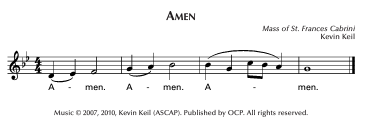 AMEN
Mass of St. Frances Cabrini
Kevin Keil
A - men. A - men. A - men.
Music © 2007, 2010, Kevin Keil (ASCAP). Published by OCP. All rights reserved.